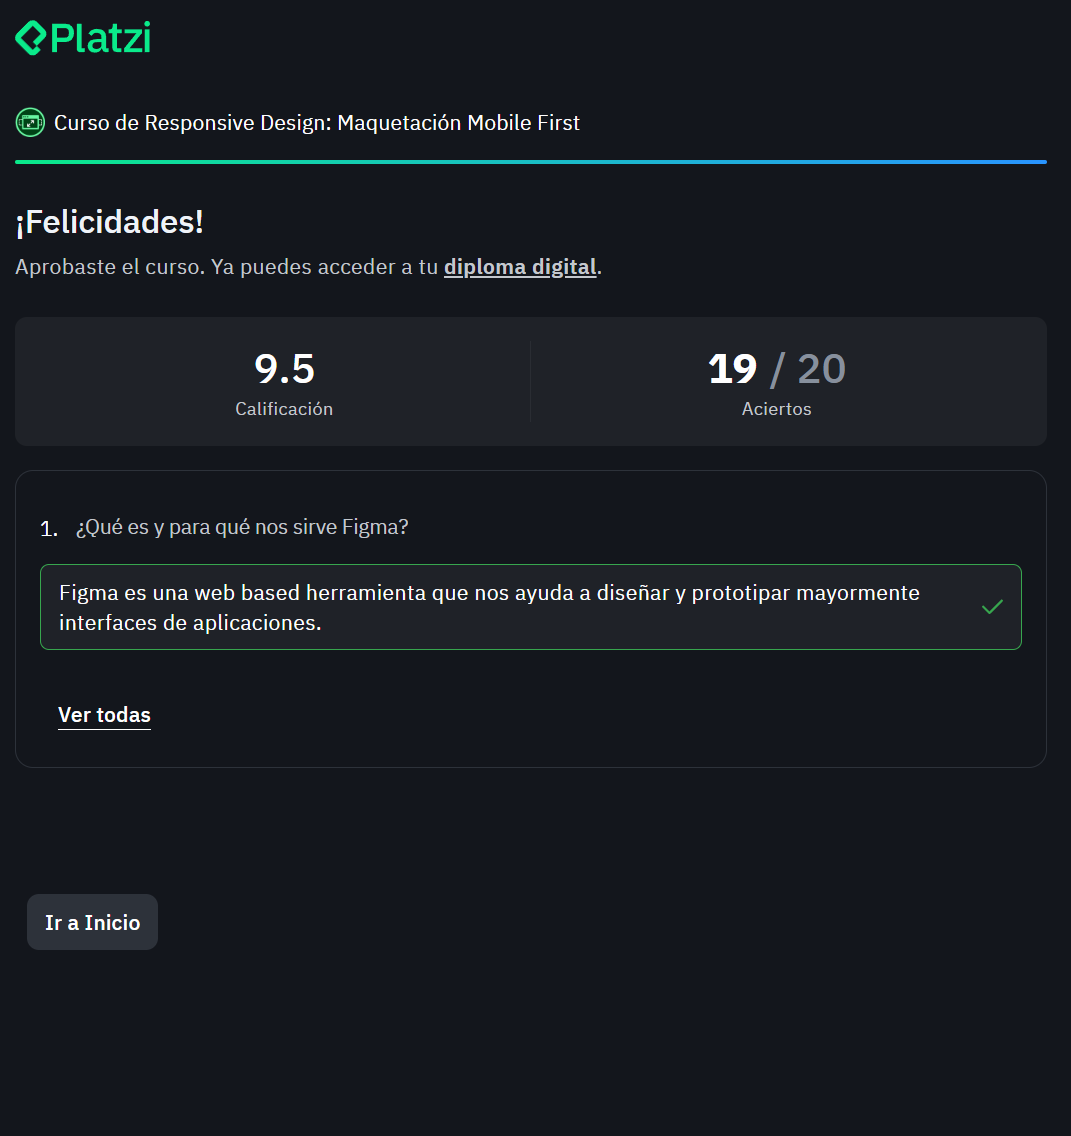 Platzi
Curso de Responsive Design: Maquetación Mobile First
¡Felicidades!
Aprobaste el curso. Ya puedes acceder a tu diploma digital.
9.5
Calificación
19 / 20
Aciertos
1. ¿Qué es y para qué nos sirve Figma?
Figma es una web based herramienta que nos ayuda a diseñar y prototipar mayormente
interfaces de aplicaciones.
Ver todas
Ir a Inicio